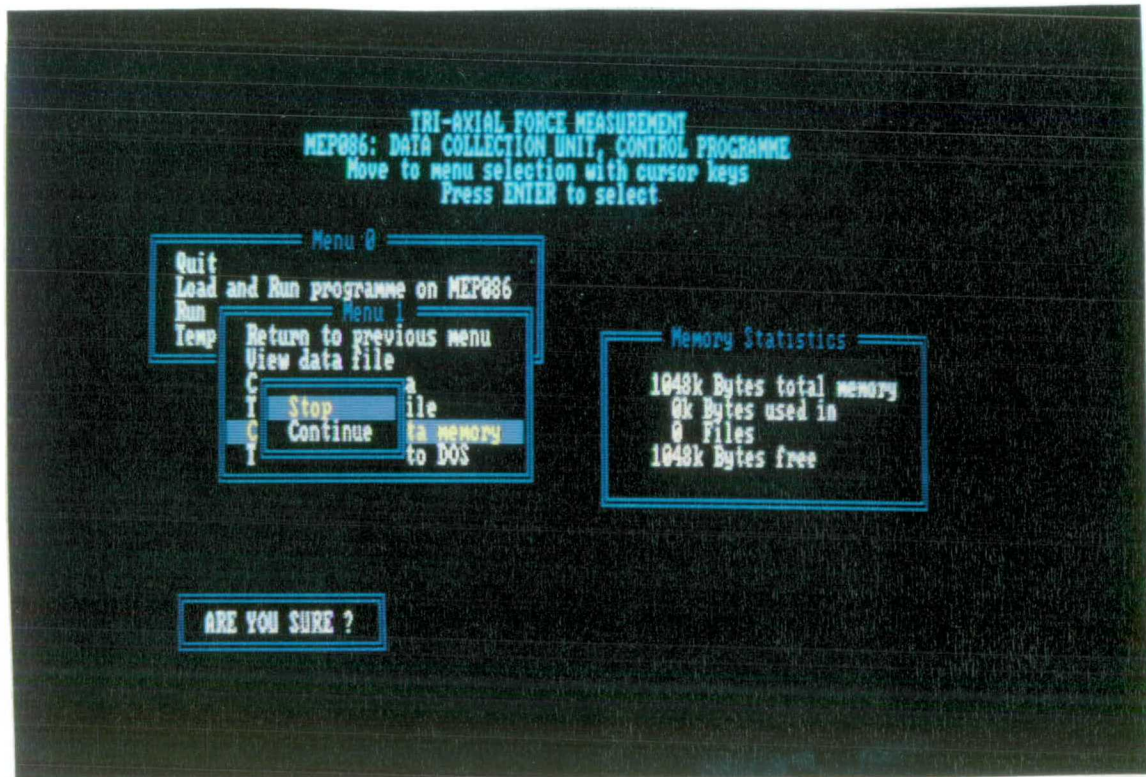 TRI-AXIAL FORCE MEASUREMENT
MEP086: DATA COLLECTION UNIT, CONTROL PROGRAMME
Move to menu selection with cursor keys
Press ENTER to select
Menu 0
Quit
Load and Run programme on MEP086
Run
Temp
Menu 1
Return to previous menu
View data file
C a
T ile
C ta memory
T to DOS
Stop
Continue
Memory Statistics
1048k Bytes total memory
0k Bytes used in
0 Files
1048k Bytes free
ARE YOU SURE ?